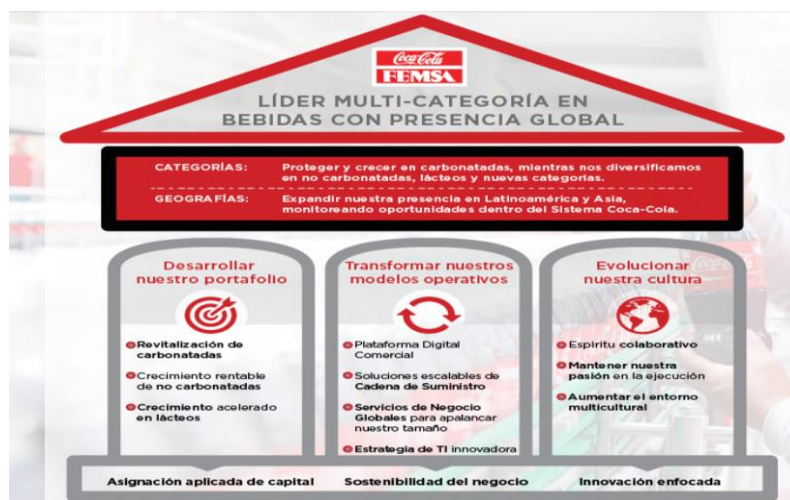 Coca-Cola
FEMSA
LÍDER MULTI-CATEGORÍA EN
BEBIDAS CON PRESENCIA GLOBAL
CATEGORÍAS: Proteger y crecer en carbonatadas, mientras nos diversificamos
en no carbonatadas, lácteos y nuevas categorías.
GEOGRAFÍAS: Expandir nuestra presencia en Latinoamérica y Asia,
monitoreando oportunidades dentro del Sistema Coca-Cola.
Desarrollar
nuestro portafolio
Revitalización de
carbonatadas
Crecimiento rentable
de no carbonatadas
Crecimiento acelerado
en lácteos
Transformar nuestros
modelos operativos
Plataforma Digital
Comercial
Soluciones escalables de
Cadena de Suministro
Servicios de Negocio
Globales para apalancar
nuestro tamaño
Estrategia de TI innovadora
Evolucionar
nuestra cultura
Espíritu colaborativo
Mantener nuestra
pasión en la ejecución
Aumentar el entorno
multicultural
Asignación aplicada de capital
Sostenibilidad del negocio
Innovación enfocada